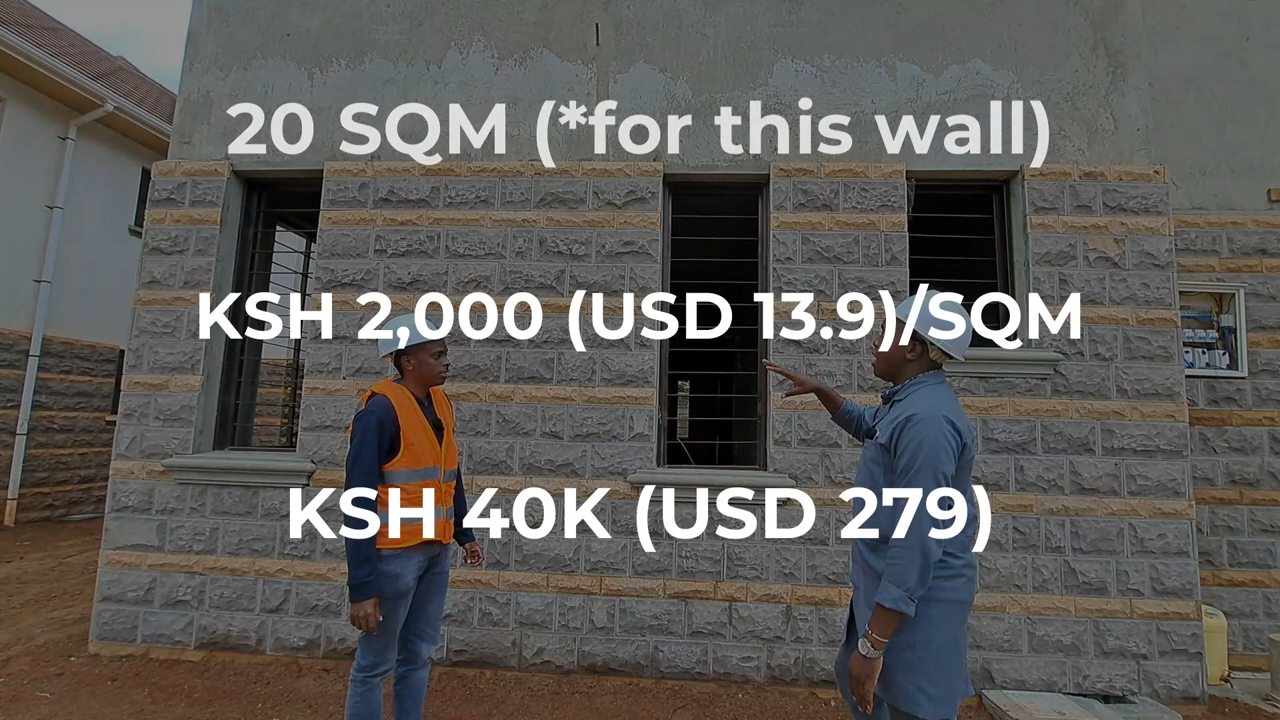 20 SQM (*for this wall)
KSH 2,000 (USD 13.9)/SQM
KSH 40K (USD 279)